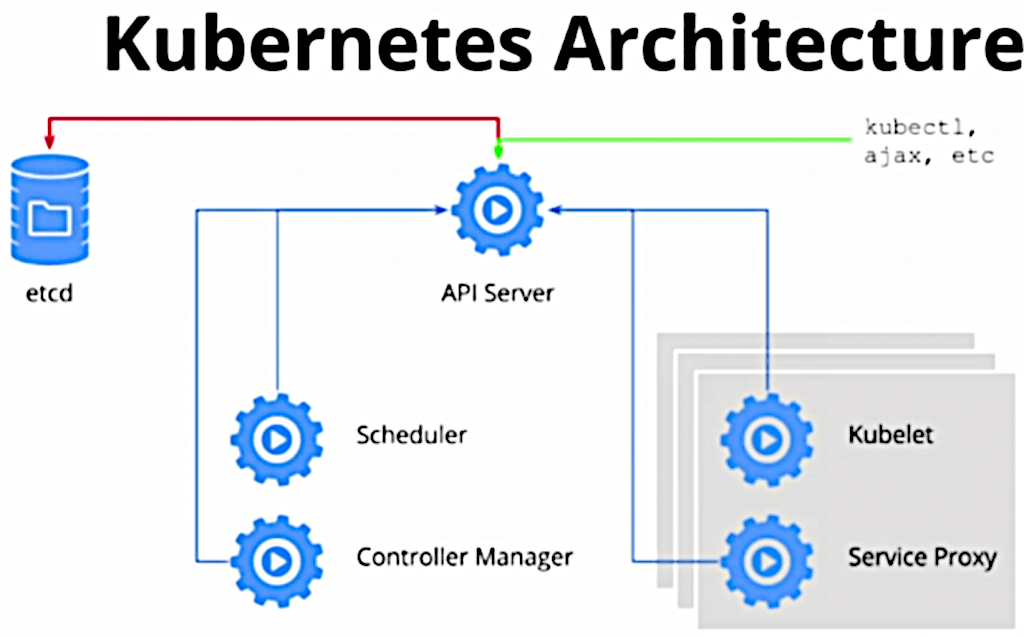 Kubernetes Architecture
kubectl,
ajax, etc
etcd
API Server
Scheduler
Kubelet
Controller Manager
Service Proxy